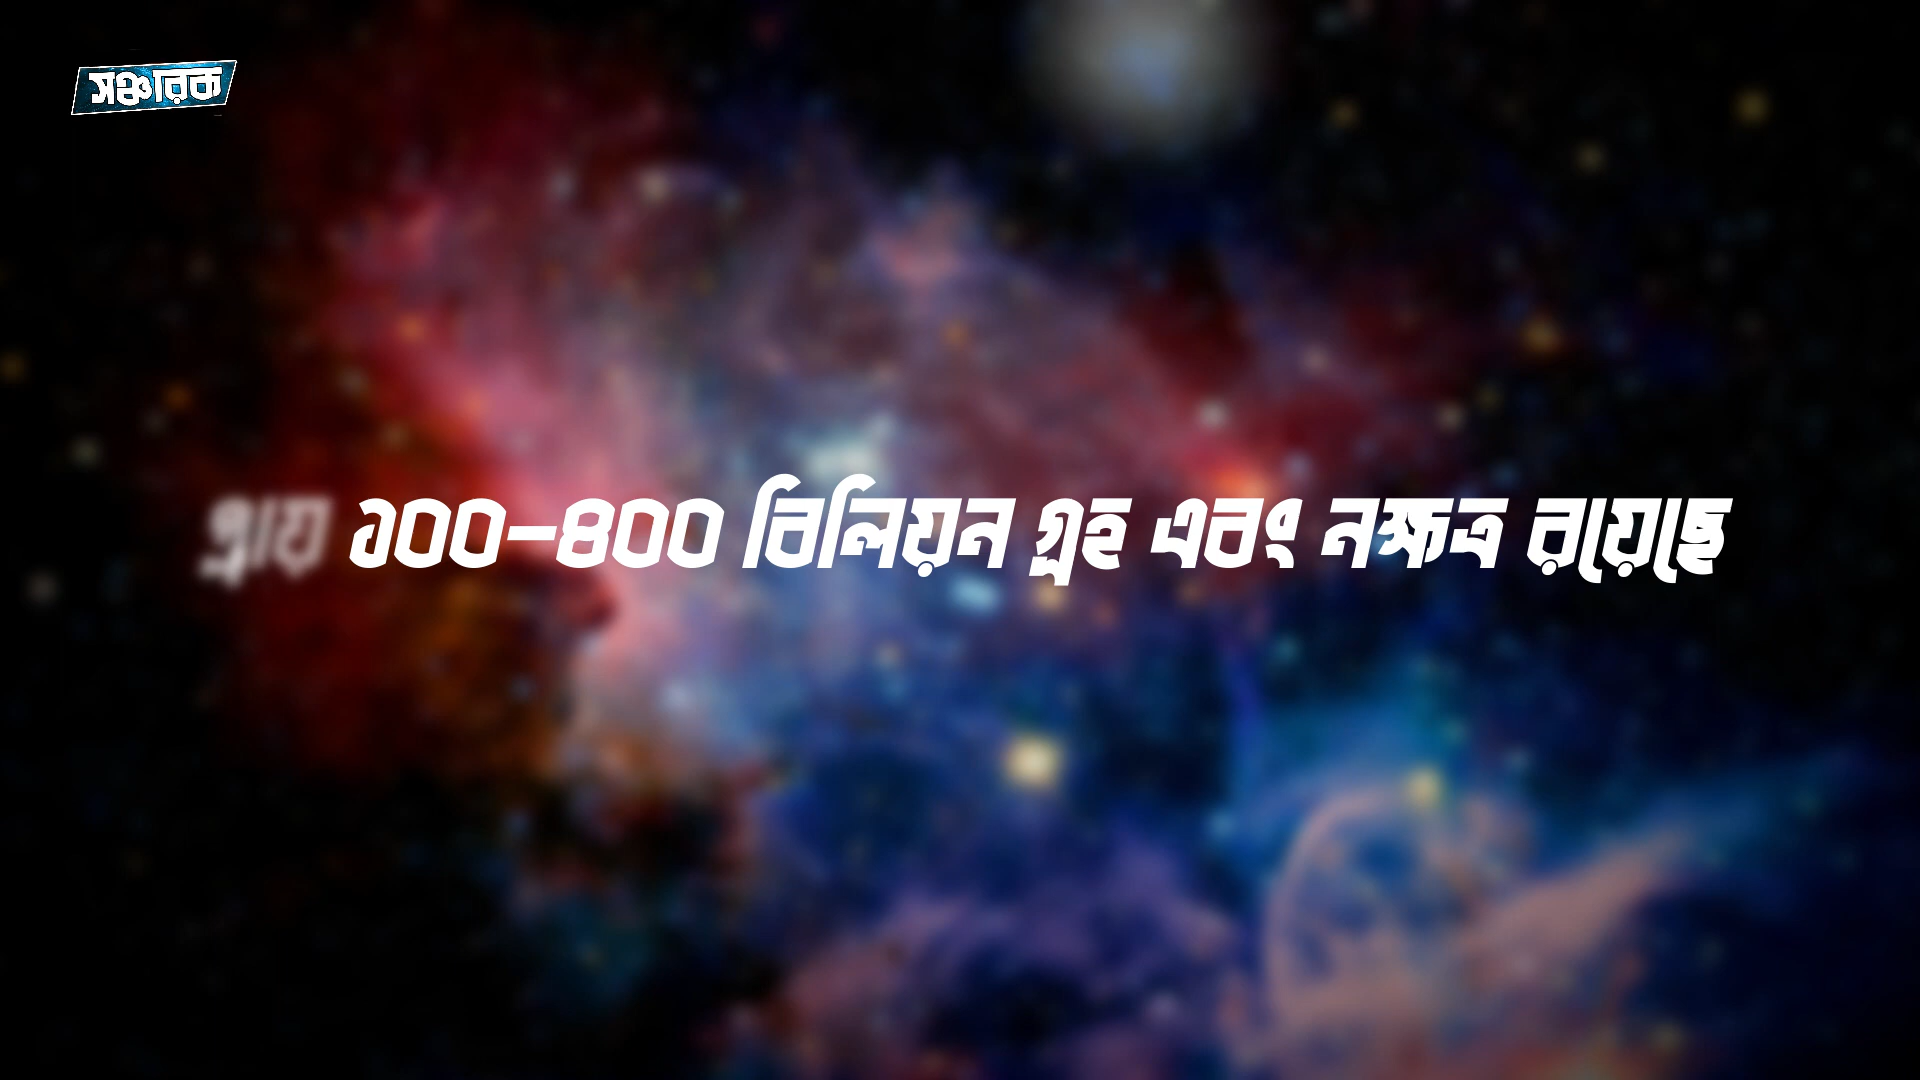 সঞ্চারক
প্রায় ১০০-৪০০ বিলিয়ন গ্রহ এবং নক্ষত্র রয়েছে